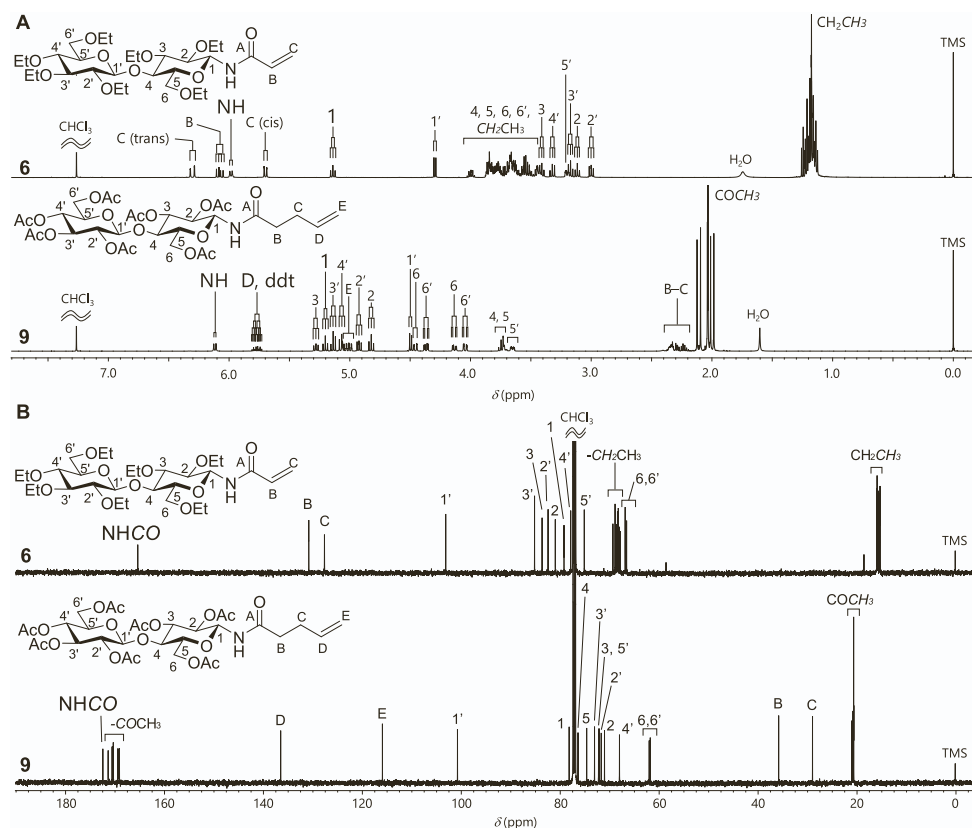 A
6'
OEt
4'
EtO
5'
O
EtO
3'
2'
OEt
1'
O
3
EtO
4
2
OEt
5
O
1
6
OEt
N
H
O
A
C
B
6
CHCl3
C (trans)
B
NH
C (cis)
1
1'
4, 5, 6, 6',
CH2CH3
3
4'
5'
3'
2
2'
H2O
CH2CH3
TMS
6'
OAc
4'
AcO
5'
O
AcO
3'
2'
OAc
1'
O
3
AcO
4
2
OAc
5
O
1
6
OAc
N
H
O
A
C
E
B
D
9
CHCl3
NH
D, ddt
3
1
3'
4'
E
2'
2
1'
6
6'
6
6'
4, 5
5'
B–C
COCH3
H2O
TMS
7.0 6.0 5.0 4.0 3.0 2.0 1.0 0.0
δ (ppm)
B
6'
OEt
4'
EtO
5'
O
EtO
3'
2'
OEt
1'
O
3
EtO
4
2
OEt
5
O
1
6
OEt
N
H
O
A
C
B
6
NHCO
B
C
1'
3'
3
2'
2
1
4'
CHCl3
5'
-CH2CH3
6,6'
CH2CH3
TMS
6'
OAc
4'
AcO
5'
O
AcO
3'
2'
OAc
1'
O
3
AcO
4
2
OAc
5
O
1
6
OAc
N
H
O
A
C
E
B
D
9
NHCO
-COCH3
D
E
1'
1
4
5
3'
3, 5'
2'
2
4'
6,6'
B
C
COCH3
TMS
180 160 140 120 100 80 60 40 20 0
δ (ppm)